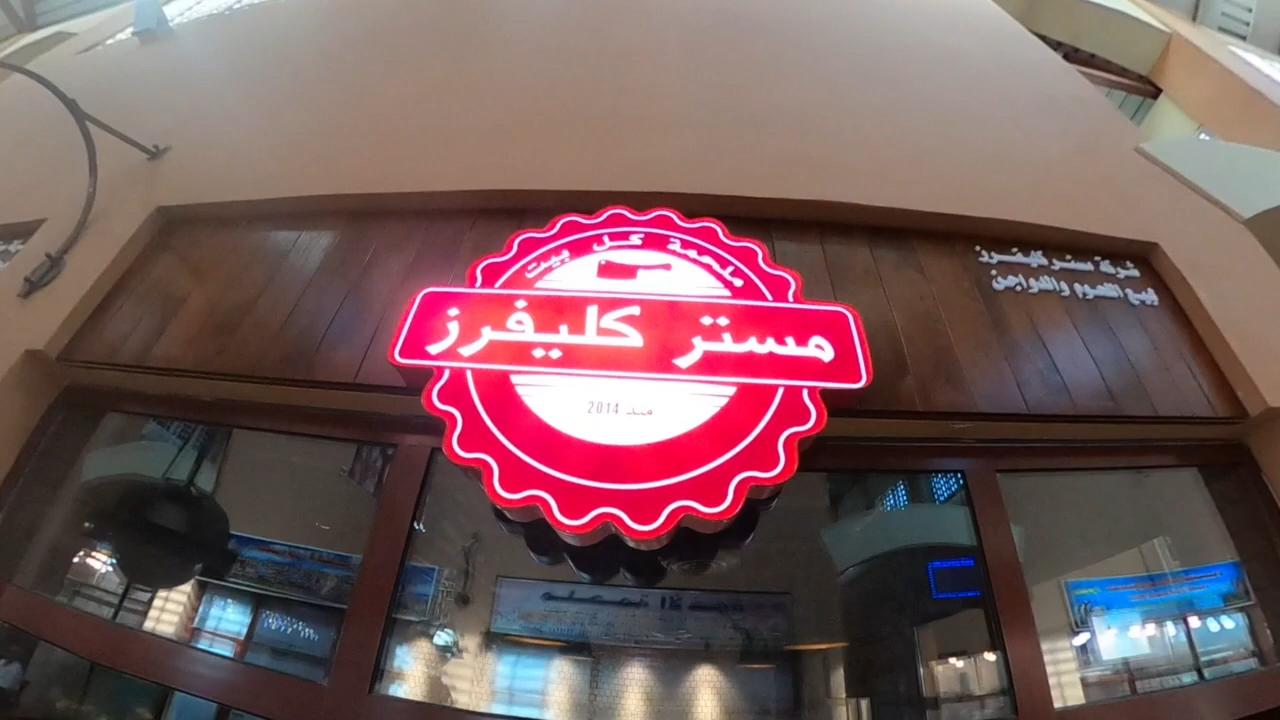 ملحمة كل بيت
مستر كليفرز
منذ 2014
شركة مستر كليفرز
لبيع اللحوم والدواجن